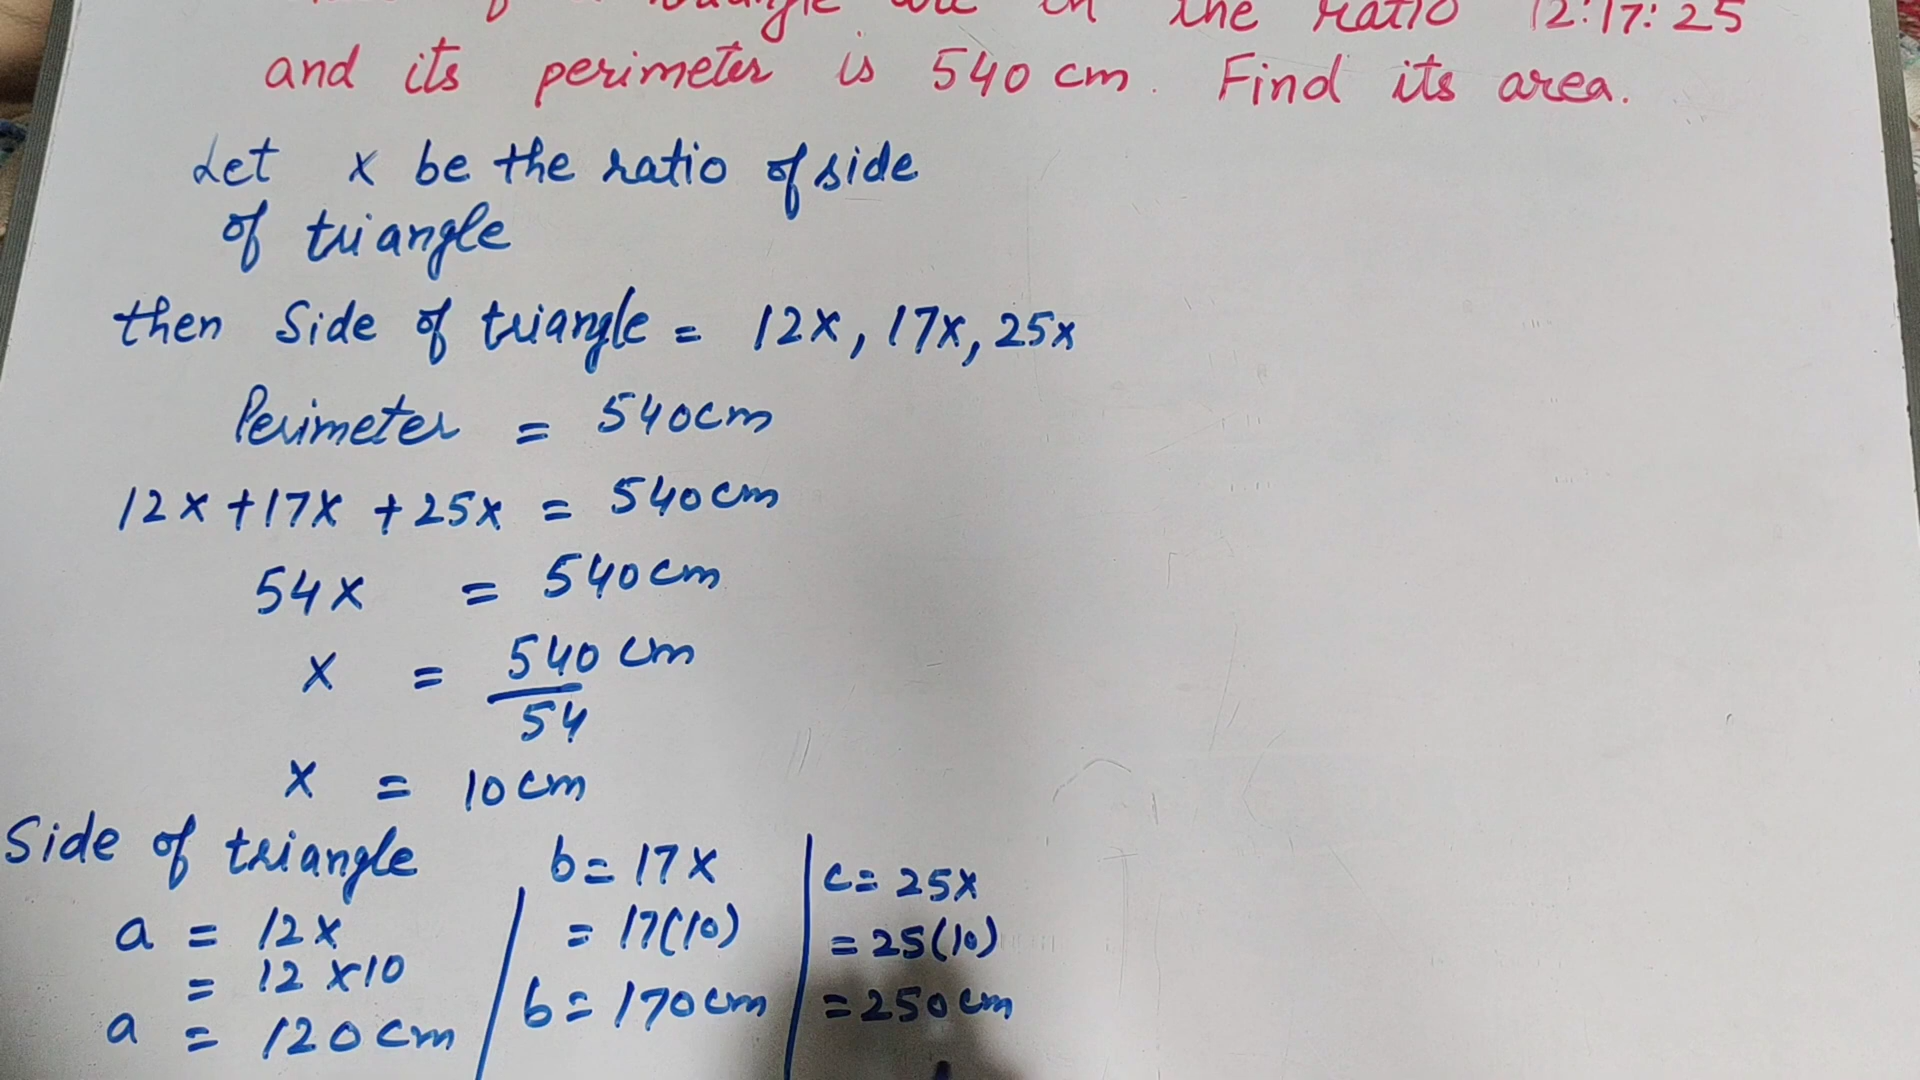 the ratio 12:17:25
and its perimeter is 540 cm. Find its area.
Let x be the ratio of side
of triangle
then Side of triangle = 12x, 17x, 25x
Perimeter = 540cm
12x + 17x + 25x = 540cm
54x = 540cm
x = 540 cm
54
x = 10cm
Side of triangle
a = 12x
= 12 x10
a = 120cm
b = 17x
= 17(10)
b = 170cm
c = 25x
= 25(10)
= 250cm